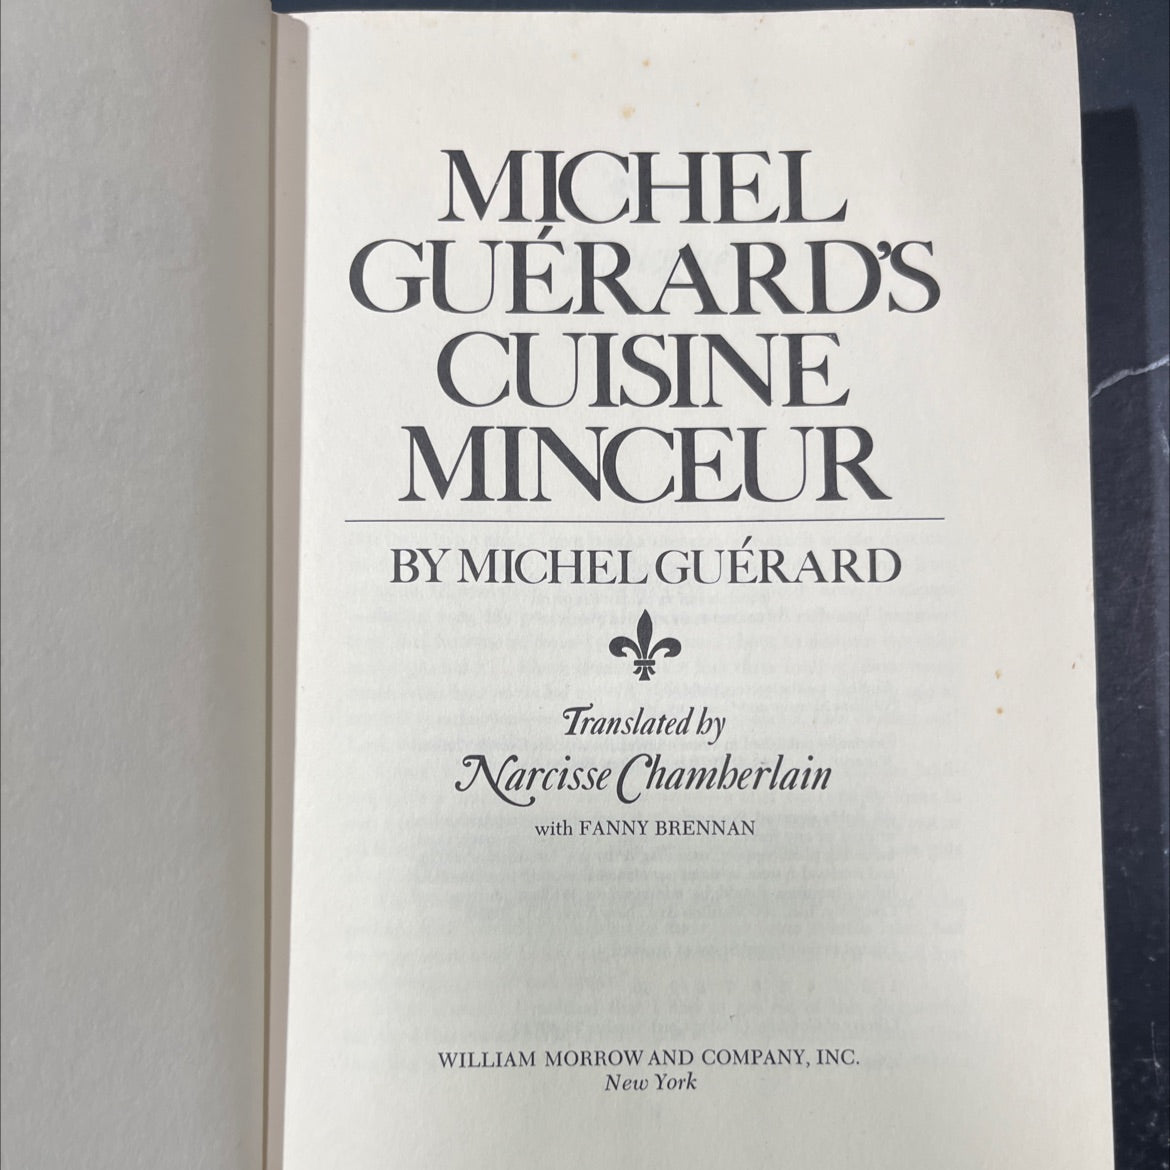 MICHEL
GUÉRARD'S
CUISINE
MINCEUR
BY MICHEL GUÉRARD
Translated by
Narcisse Chamberlain
with FANNY BRENNAN
WILLIAM MORROW AND COMPANY, INC.
New York